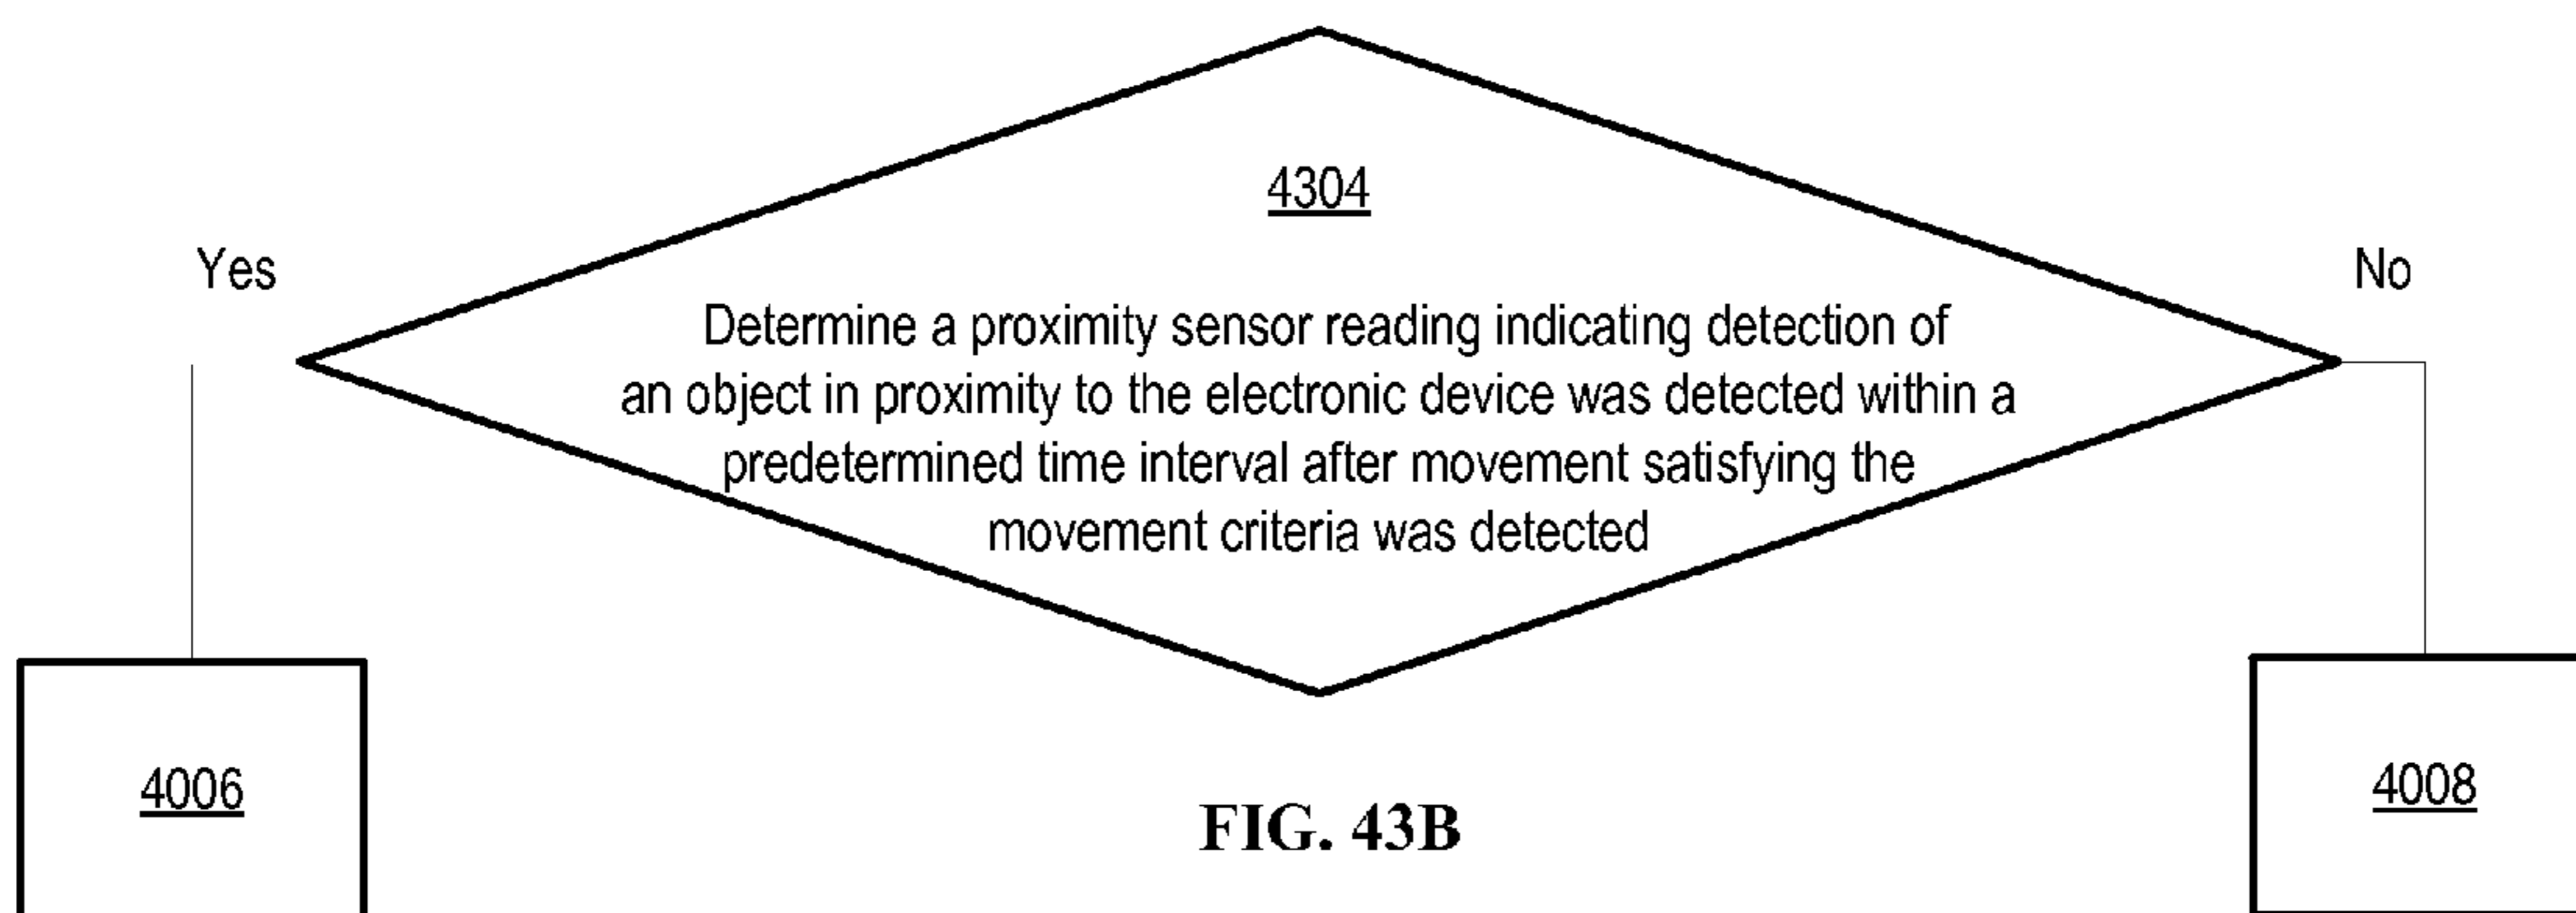 4304
Yes
No
Determine a proximity sensor reading indicating detection of
an object in proximity to the electronic device was detected within a
predetermined time interval after movement satisfying the
movement criteria was detected
4006
4008
FIG. 43B